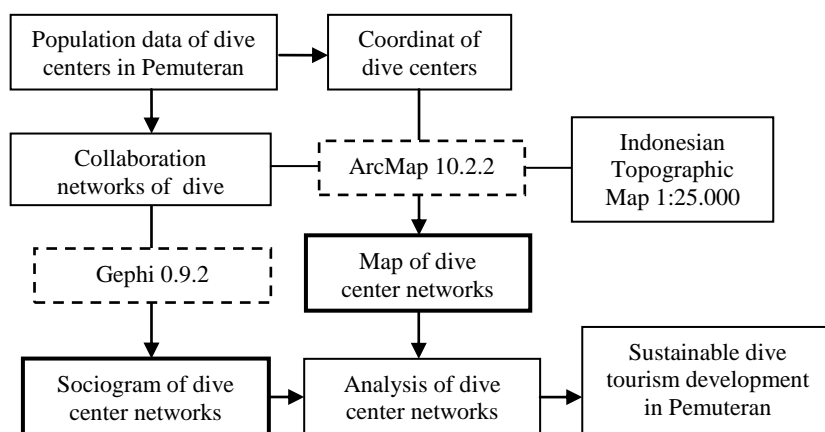 Population data of dive
centers in Pemuteran
Coordinat of
dive centers
Collaboration
networks of dive
ArcMap 10.2.2
Indonesian
Topographic
Map 1:25.000
Gephi 0.9.2
Map of dive
center networks
Sociogram of dive
center networks
Analysis of dive
center networks
Sustainable dive
tourism development
in Pemuteran